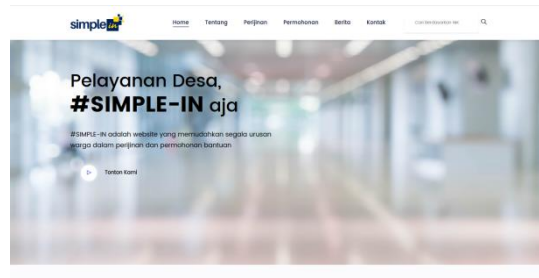 simple in
Home Tentang Perijinan Permohonan Berita Kontak
Pelayanan Desa,
#SIMPLE-IN aja
#SIMPLE-IN adalah website yang memudahkan segala urusan
warga dalam perijinan dan permohonan bantuan
Tonton Kami